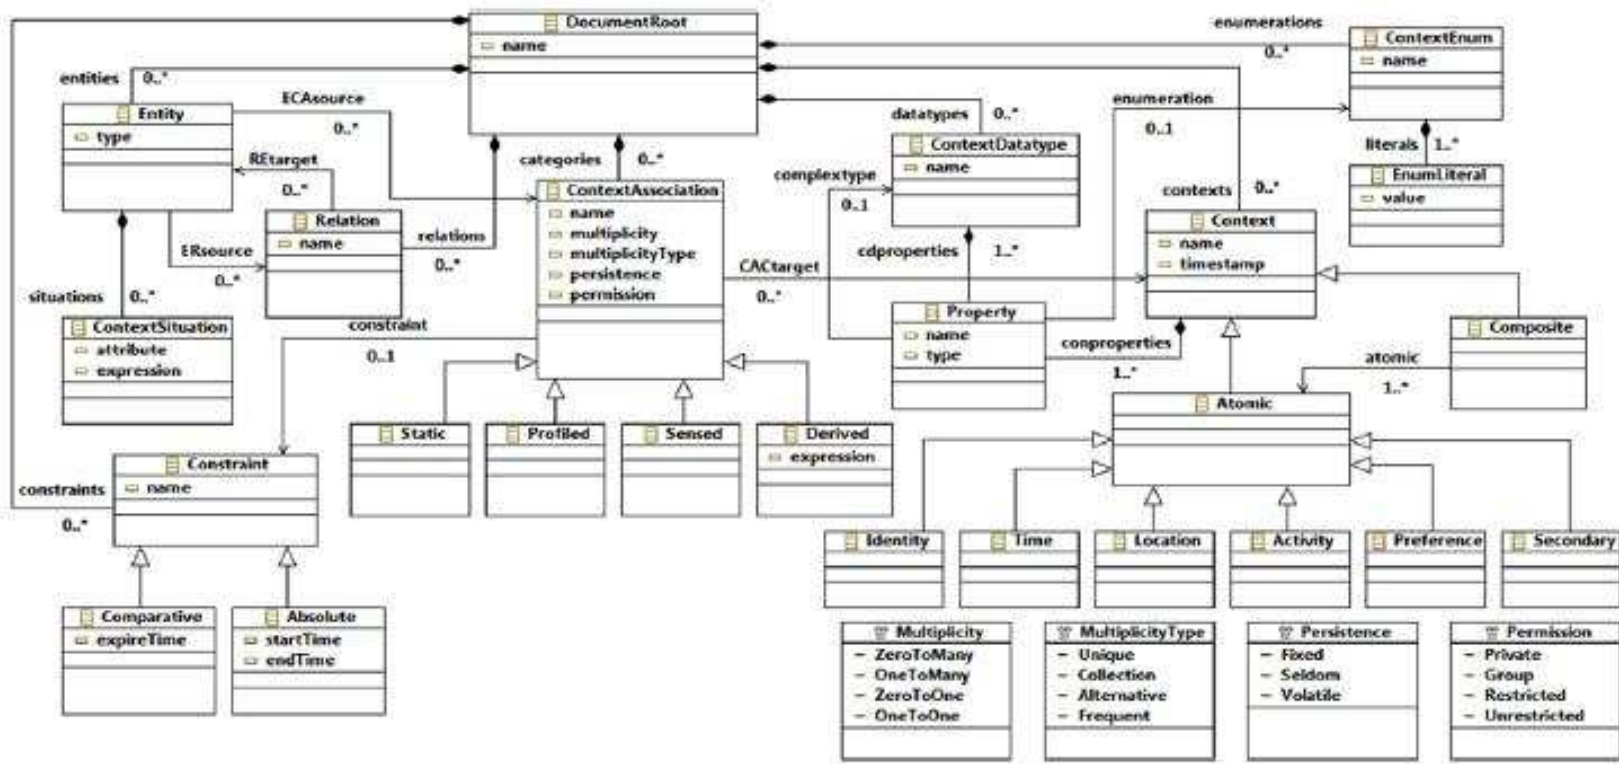 DocumentRoot
name
enumerations
0..*
ContextEnum
name
entities 0..*
ECAsource
0..*
Entity
type
datatypes 0..*
enumeration
0..1
literals 1..*
REtarget
0..*
categories 0..*
ContextDatatype
name
complextype
0..1
EnumLiteral
value
contexts 0..*
ContextAssociation
name
multiplicity
multiplicityType
persistence
permission
Relation
name
relations
0..*
ERsource
0..*
Context
name
timestamp
cdproperties 1..*
CACtarget
0..*
situations 0..*
ContextSituation
attribute
expression
constraint
0..1
Property
name
type
conproperties
1..*
Composite
atomic
1..*
Atomic
Static
Profiled
Sensed
Derived
expression
Constraint
name
constraints
0..*
Identity
Time
Location
Activity
Preference
Secondary
Comparative
expireTime
Absolute
startTime
endTime
Multiplicity
ZeroToMany
OneToMany
ZeroToOne
OneToOne
MultiplicityType
Unique
Collection
Alternative
Frequent
Persistence
Fixed
Seldom
Volatile
Permission
Private
Group
Restricted
Unrestricted